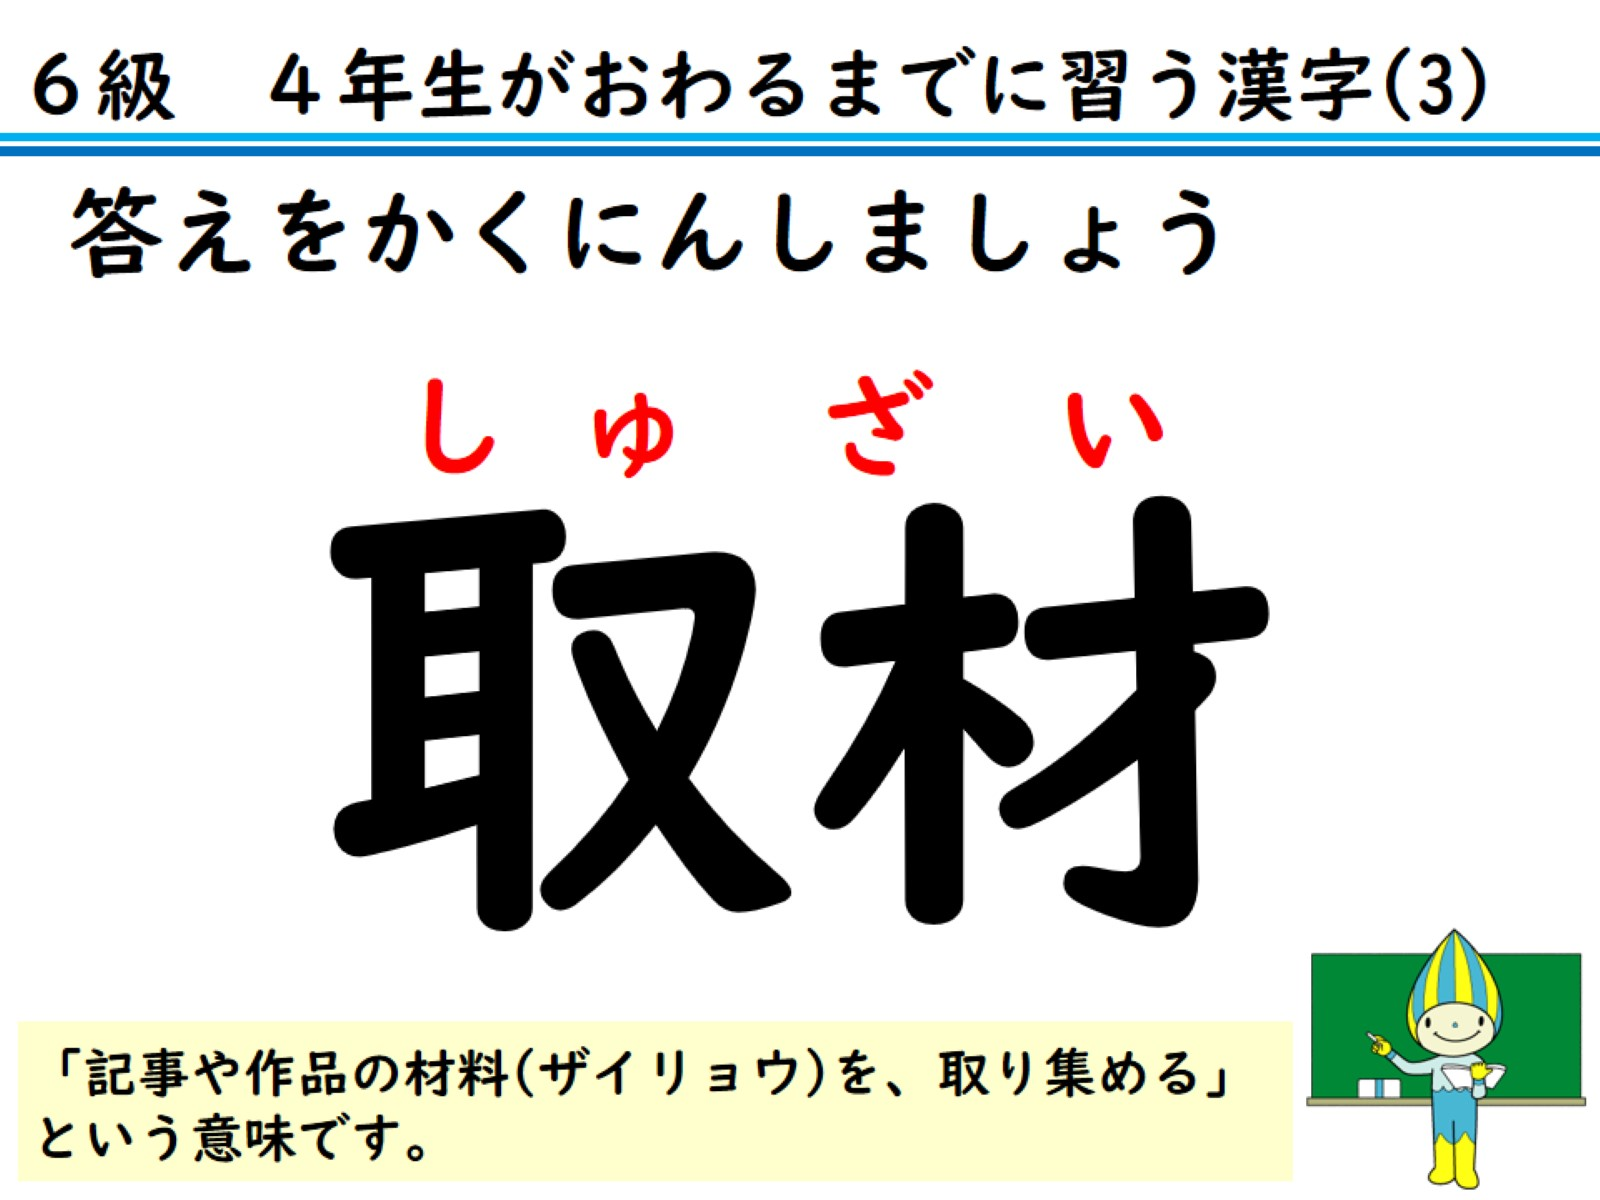 ６級　４年生がおわるまでに習う漢字(3)
答えをかくにんしましょう
しゅざい
取材
「記事や作品の材料(ザイリョウ)を、取り集める」
という意味です。